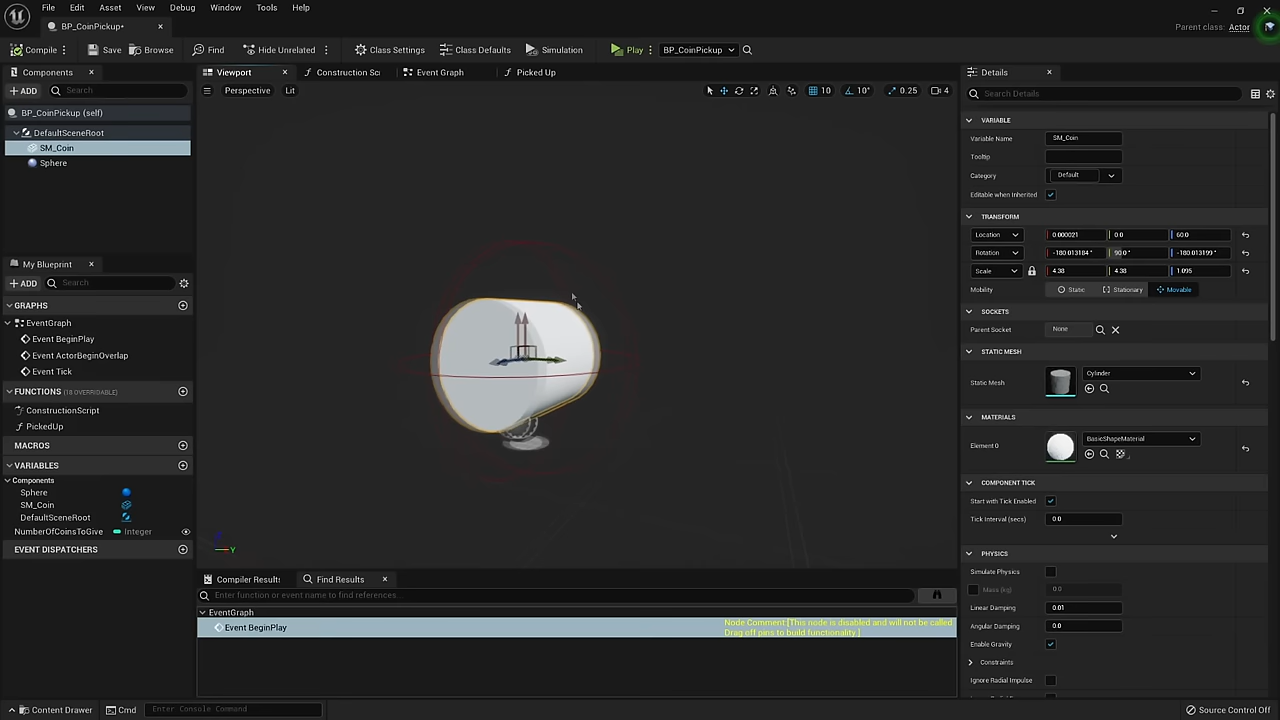 File Edit Asset View Debug Window Tools Help
BP_CoinPickup*
Parent class: Actor
Compile Save Browse Find Hide Unrelated Class Settings Class Defaults Simulation Play BP_CoinPickup
Components
Viewport Construction Sc Event Graph Picked Up
Details
ADD Search
Perspective Lit
10 10° 0.25 4
Search Details
BP_CoinPickup (self)
DefaultSceneRoot
SM_Coin
Sphere
VARIABLE
Variable Name SM_Coin
Tooltip
Category Default
Editable when Inherited
TRANSFORM
Location 0.000021 0.0 60.0
Rotation -180.013184° 90.0° -180.013199°
Scale 4.38 4.38 1.095
Mobility Static Stationary Movable
SOCKETS
Parent Socket None
STATIC MESH
Static Mesh Cylinder
MATERIALS
Element 0 BasicShapeMaterial
COMPONENT TICK
Start with Tick Enabled
Tick Interval (secs) 0.0
PHYSICS
Simulate Physics
Mass (kg) 0.0
Linear Damping 0.01
Angular Damping 0.0
Enable Gravity
Constraints
Ignore Radial Impulse
My Blueprint
ADD Search
GRAPHS
EventGraph
Event BeginPlay
Event ActorBeginOverlap
Event Tick
FUNCTIONS (18 OVERRIDABLE)
ConstructionScript
PickedUp
MACROS
VARIABLES
Components
Sphere
SM_Coin
DefaultSceneRoot
NumberOfCoinsToGive Integer
EVENT DISPATCHERS
Y
Compiler Results Find Results
Enter function or event name to find references...
EventGraph
Event BeginPlay
Node Comment [This node is disabled and will not be called
Drag off pins to build functionality.]
Content Drawer Cmd Enter Console Command
Source Control Off